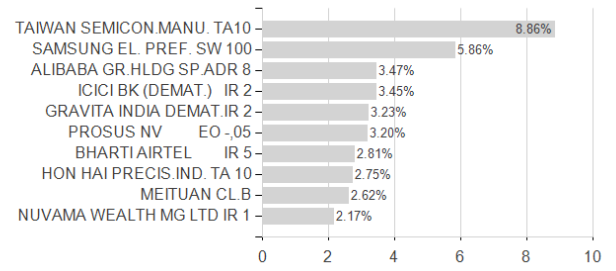 TAIWAN SEMICON.MANU. TA10 8.86%
SAMSUNG EL. PREF. SW 100 5.86%
ALIBABA GR.HLDG SP.ADR 8 3.47%
ICICI BK (DEMAT.) IR 2 3.45%
GRAVITA INDIA DEMAT.IR 2 3.23%
PROSUS NV EO -,05 3.20%
BHARTI AIRTEL IR 5 2.81%
HON HAI PRECIS.IND. TA 10 2.75%
MEITUAN CL.B 2.62%
NUVAMA WEALTH MG LTD IR 1 2.17%
0 2 4 6 8 10